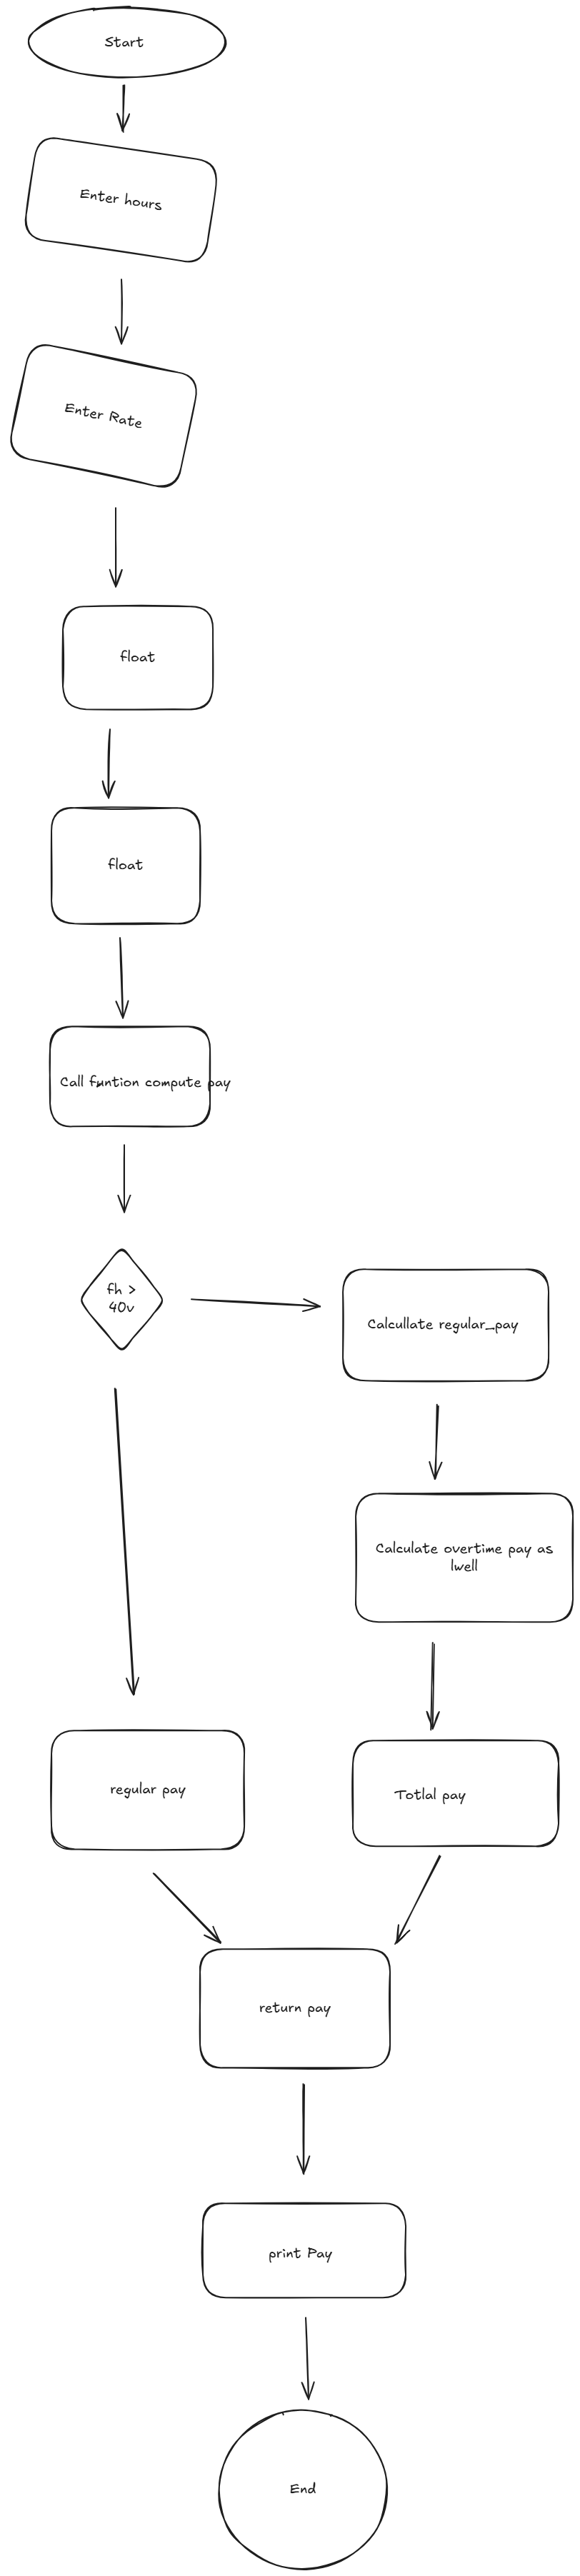 Start
Enter hours
Enter Rate
float
float
Call funtion compute pay
fh >
40v
Calcullate regular_pay
Calculate overtime pay as
lwell
regular pay
Totlal pay
return pay
print Pay
End